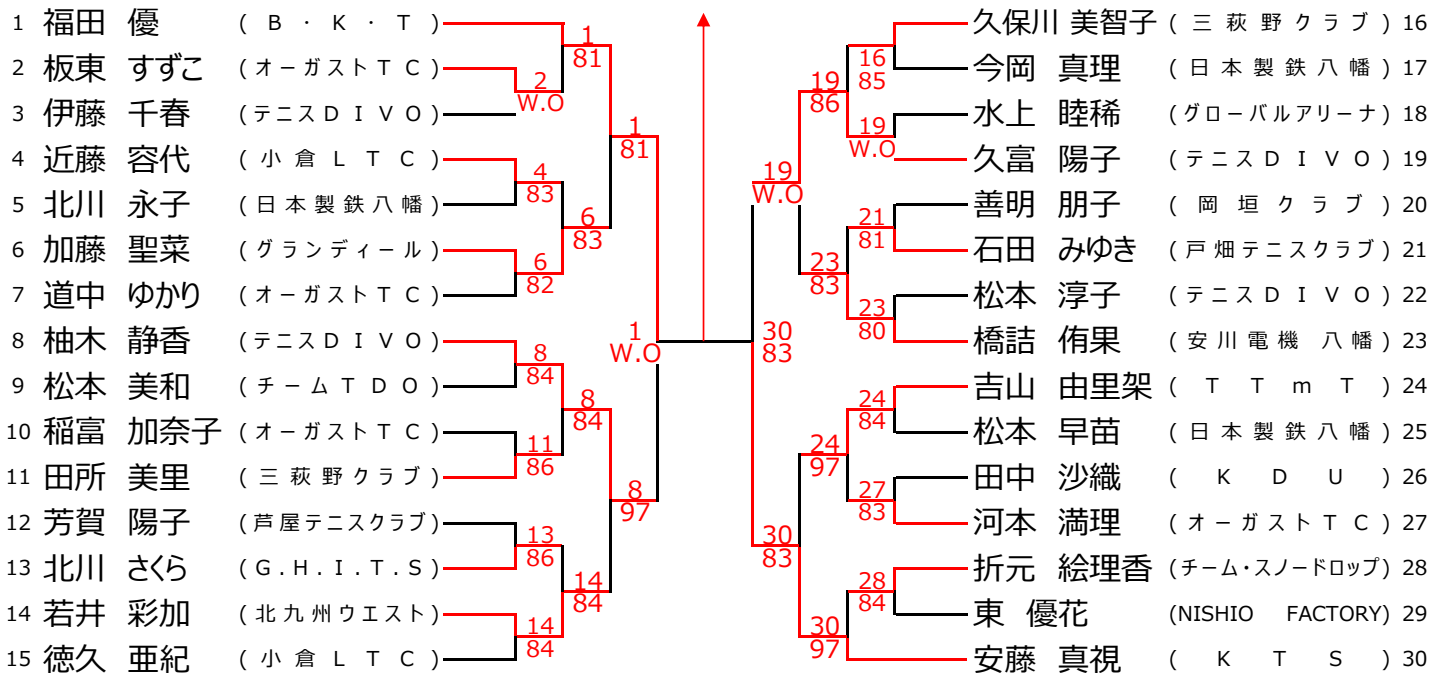 1 福田 優 (B・K・T)
2 板東 すずこ (オーガストTC)
3 伊藤 千春 (テニスDIVO)
4 近藤 容代 (小倉LTC)
5 北川 永子 (日本製鉄八幡)
6 加藤 聖菜 (グランディール)
7 道中 ゆかり (オーガストTC)
8 柚木 静香 (テニスDIVO)
9 松本 美和 (チームTDO)
10 稲富 加奈子 (オーガストTC)
11 田所 美里 (三萩野クラブ)
12 芳賀 陽子 (芦屋テニスクラブ)
13 北川 さくら (G.H.I.T.S)
14 若井 彩加 (北九州ウエスト)
15 徳久 亜紀 (小倉LTC)
2
W.O
4
83
6
82
8
84
11
86
13
86
14
84
1
81
6
83
8
84
14
84
1
81
8
97
1
W.O
30
83
19
W.O
30
83
19
86
23
83
24
97
30
97
16
85
19
W.O
21
81
23
80
24
84
27
83
28
84
久保川 美智子 (三萩野クラブ) 16
今岡 真理 (日本製鉄八幡) 17
水上 睦稀 (グローバルアリーナ) 18
久富 陽子 (テニスDIVO) 19
善明 朋子 (岡垣クラブ) 20
石田 みゆき (戸畑テニスクラブ) 21
松本 淳子 (テニスDIVO) 22
橋詰 侑果 (安川電機 八幡) 23
吉山 由里架 (TTmT) 24
松本 早苗 (日本製鉄八幡) 25
田中 沙織 (KDU) 26
河本 満理 (オーガストTC) 27
折元 絵理香 (チーム・スノードロップ) 28
東 優花 (NISHIO FACTORY) 29
安藤 真視 (KTS) 30